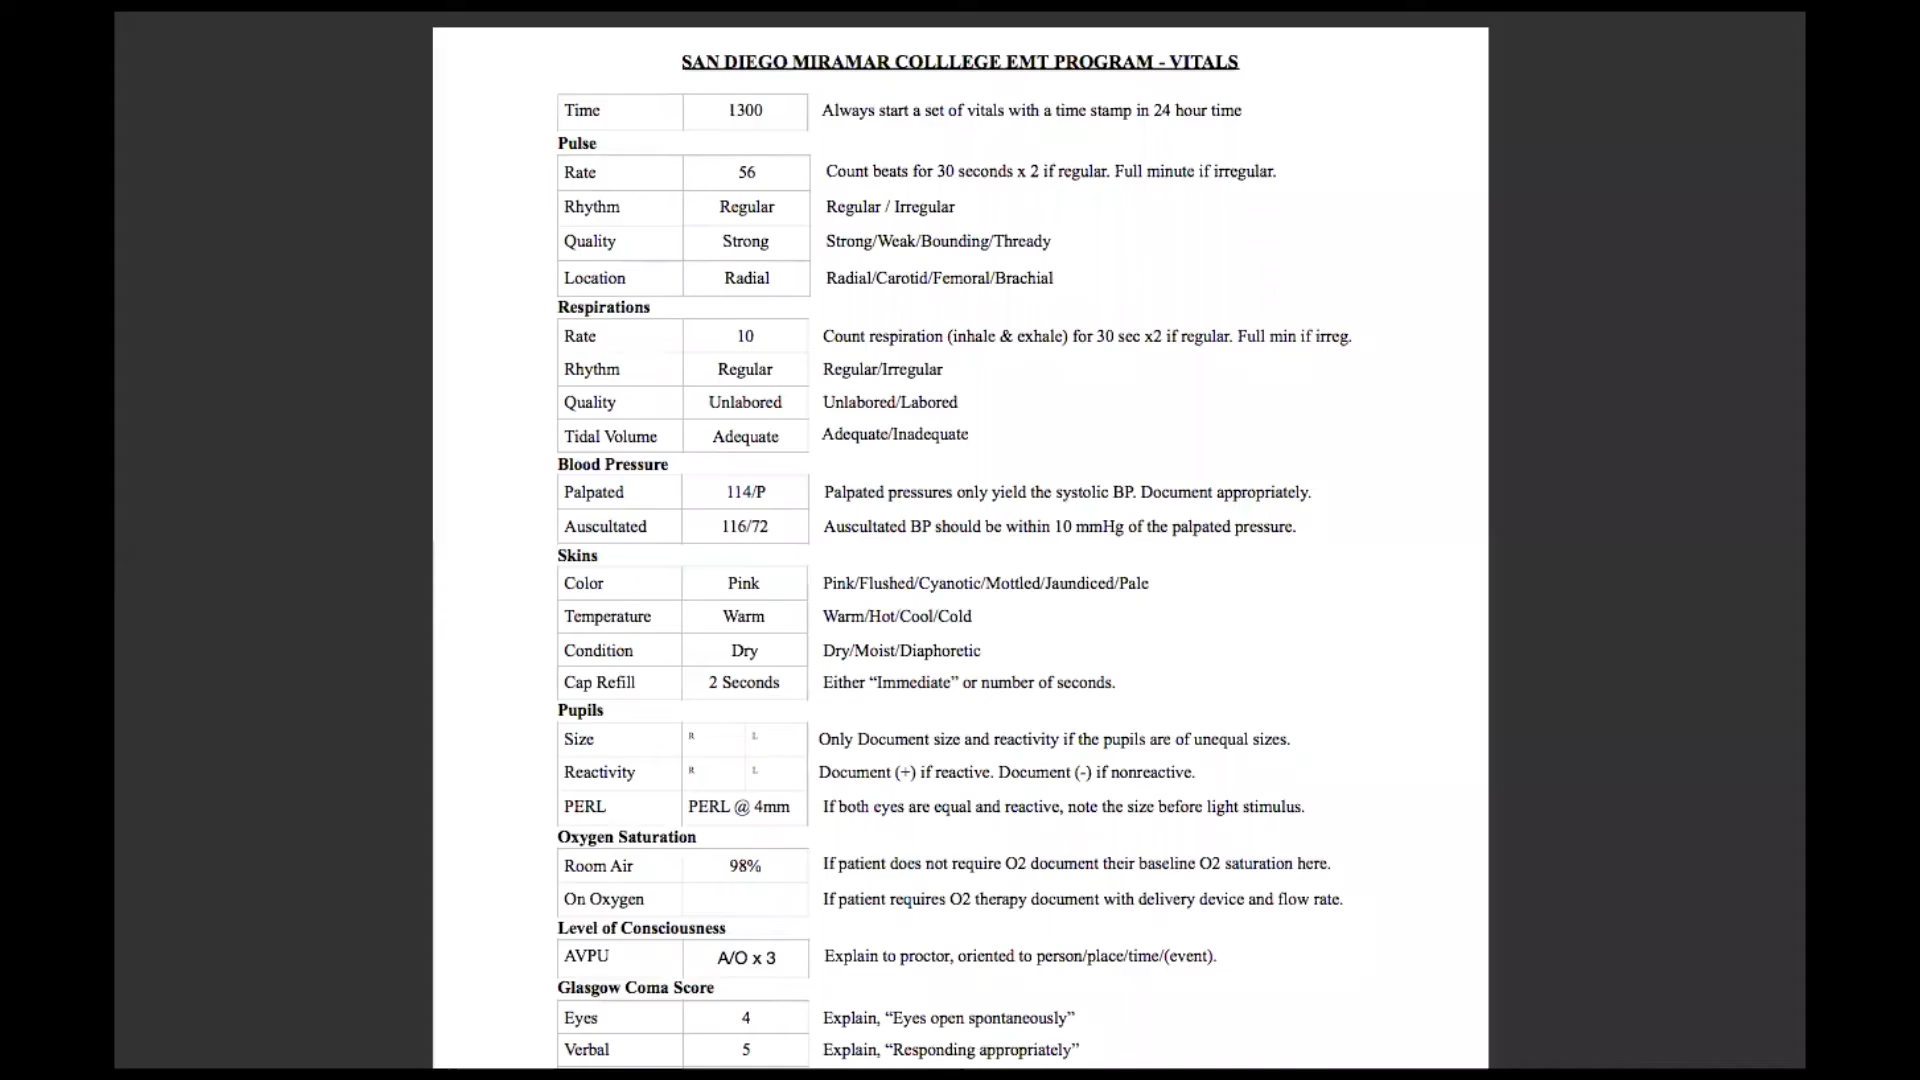 SAN DIEGO MIRAMAR COLLLEGE EMT PROGRAM - VITALS
Time 1300 Always start a set of vitals with a time stamp in 24 hour time
Pulse
Rate 56 Count beats for 30 seconds x 2 if regular. Full minute if irregular.
Rhythm Regular Regular / Irregular
Quality Strong Strong/Weak/Bounding/Thready
Location Radial Radial/Carotid/Femoral/Brachial
Respirations
Rate 10 Count respiration (inhale & exhale) for 30 sec x2 if regular. Full min if irreg.
Rhythm Regular Regular/Irregular
Quality Unlabored Unlabored/Labored
Tidal Volume Adequate Adequate/Inadequate
Blood Pressure
Palpated 114/P Palpated pressures only yield the systolic BP. Document appropriately.
Auscultated 116/72 Auscultated BP should be within 10 mmHg of the palpated pressure.
Skins
Color Pink Pink/Flushed/Cyanotic/Mottled/Jaundiced/Pale
Temperature Warm Warm/Hot/Cool/Cold
Condition Dry Dry/Moist/Diaphoretic
Cap Refill 2 Seconds Either “Immediate” or number of seconds.
Pupils
Size R L Only Document size and reactivity if the pupils are of unequal sizes.
Reactivity R L Document (+) if reactive. Document (-) if nonreactive.
PERL PERL @ 4mm If both eyes are equal and reactive, note the size before light stimulus.
Oxygen Saturation
Room Air 98% If patient does not require O2 document their baseline O2 saturation here.
On Oxygen If patient requires O2 therapy document with delivery device and flow rate.
Level of Consciousness
AVPU A/O x 3 Explain to proctor, oriented to person/place/time/(event).
Glasgow Coma Score
Eyes 4 Explain, “Eyes open spontaneously”
Verbal 5 Explain, “Responding appropriately”